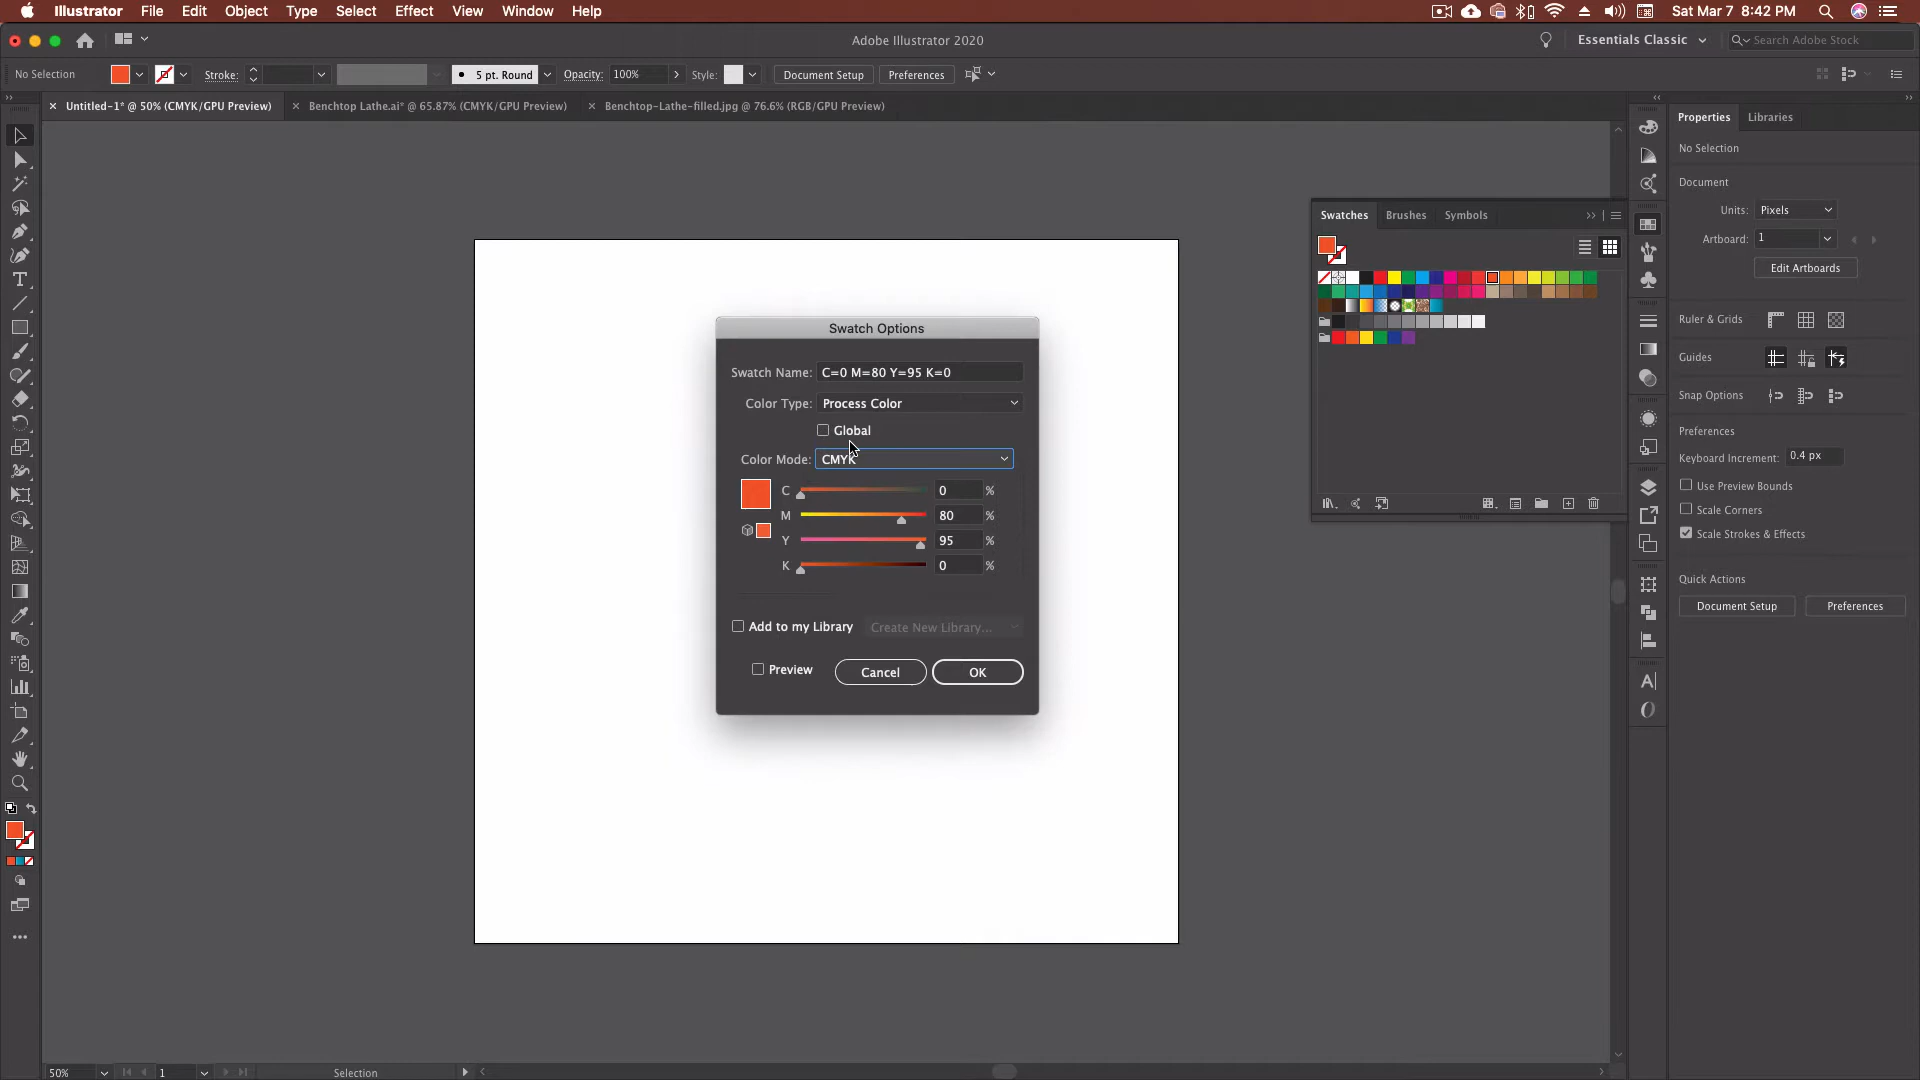 Illustrator File Edit Object Type Select Effect View Window Help Sat Mar 7 8:42 PM
Adobe Illustrator 2020 Essentials Classic Search Adobe Stock
No Selection Stroke: 5 pt. Round Opacity: 100% Style: Document Setup Preferences
Untitled-1* @ 50% (CMYK/GPU Preview) Benchtop Lathe.ai* @ 65.87% (CMYK/GPU Preview) Benchtop-Lathe-filled.jpg @ 76.6% (RGB/GPU Preview)
Properties Libraries
No Selection
Document
Units: Pixels
Artboard: 1
Edit Artboards
Ruler & Grids
Guides
Snap Options
Preferences
Keyboard Increment: 0.4 px
Use Preview Bounds
Scale Corners
Scale Strokes & Effects
Quick Actions
Document Setup Preferences
Swatches Brushes Symbols
Swatch Options
Swatch Name: C=0 M=80 Y=95 K=0
Color Type: Process Color
Global
Color Mode: CMYK
C 0 %
M 80 %
Y 95 %
K 0 %
Add to my Library Create New Library...
Preview Cancel OK
50% 1 Selection